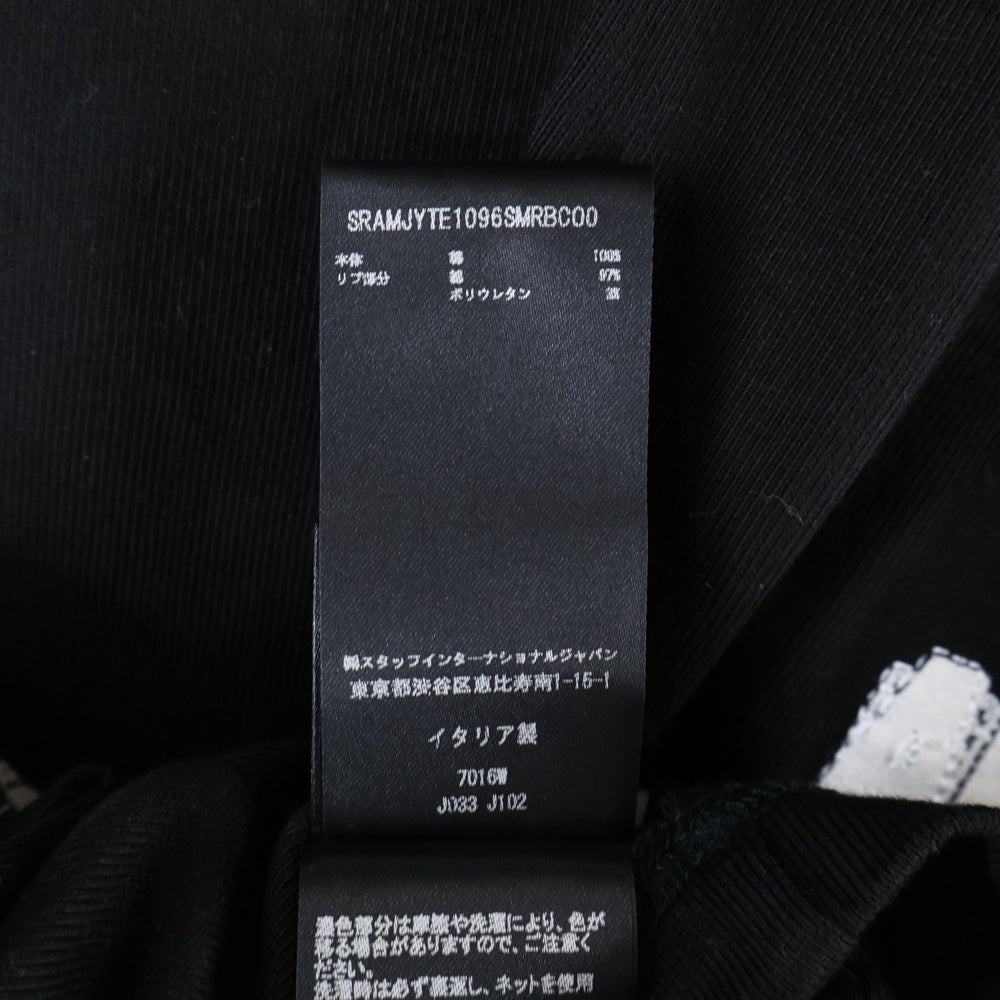 SRAMJYTE1096SMRBC00
本体 綿 100%
リブ部分 綿 97%
ポリウレタン 3%
㈱スタッフインターナショナルジャパン
東京都渋谷区恵比寿南1-15-1
イタリア製
7016W
J033 J102
濃色部分は摩擦や洗濯により、色が
移る場合がありますので、ご注意く
ださい。
洗濯時は必ず裏返し、ネットを使用